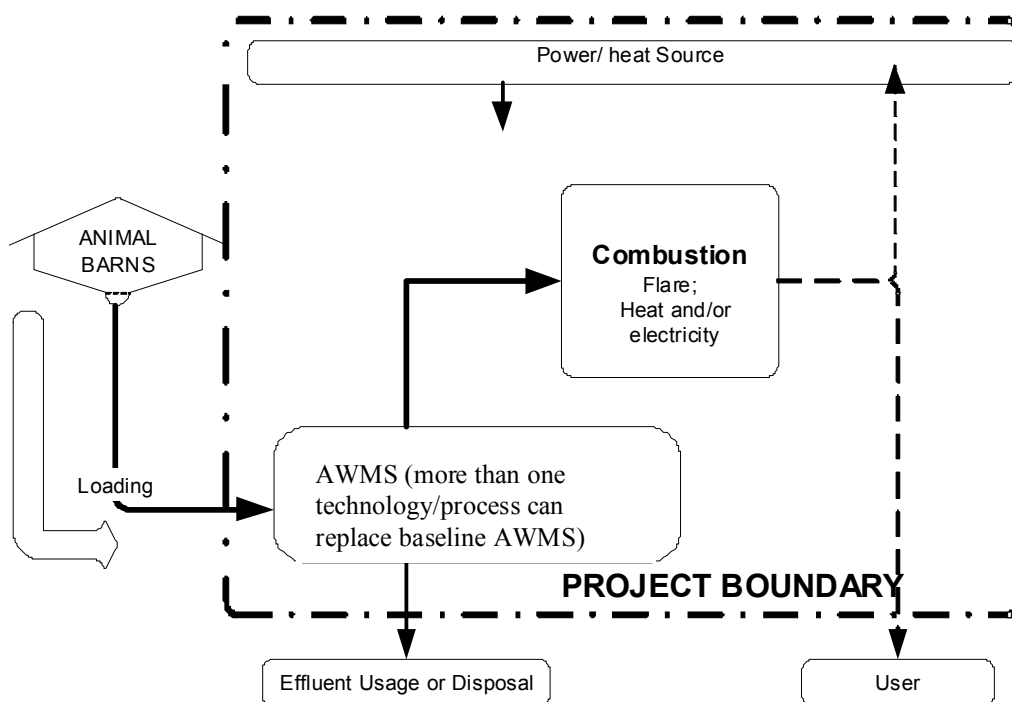 Power/ heat Source
ANIMAL
BARNS
Combustion
Flare;
Heat and/or
electricity
Loading
AWMS (more than one
technology/process can
replace baseline AWMS)
PROJECT BOUNDARY
Effluent Usage or Disposal
User